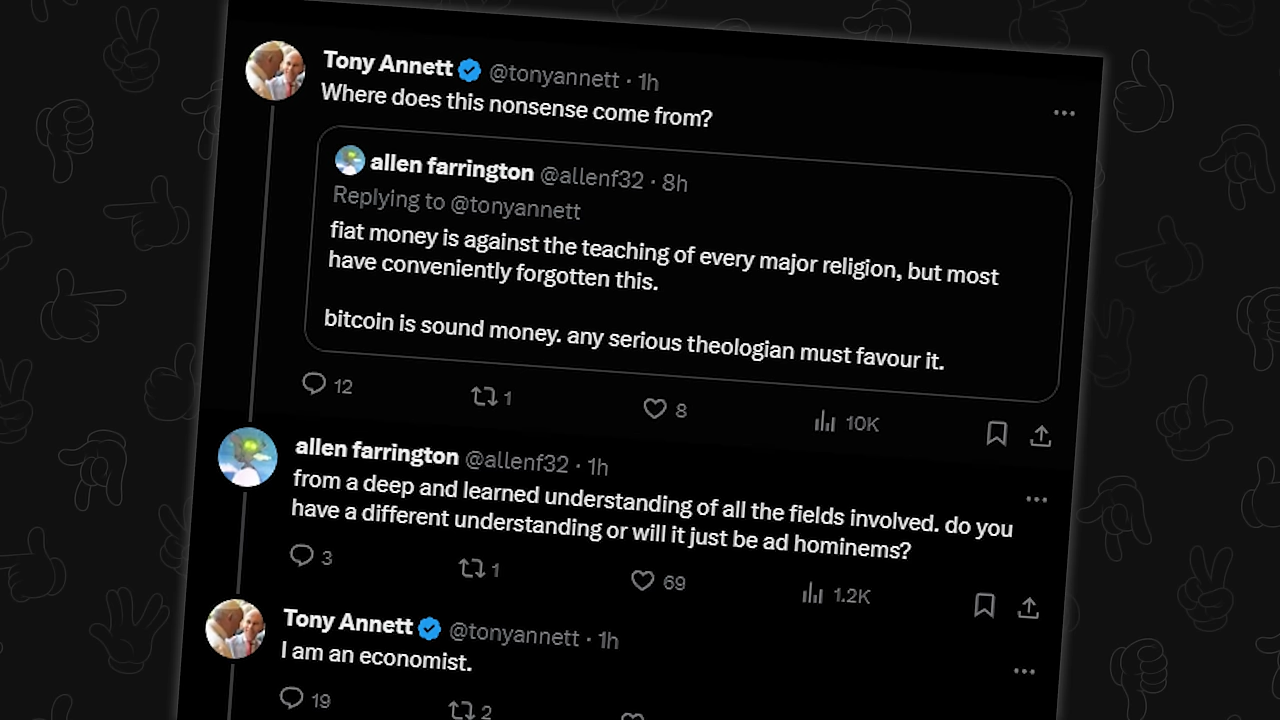 Tony Annett @tonyannett · 1h
Where does this nonsense come from?
allen farrington @allenf32 · 8h
Replying to @tonyannett
fiat money is against the teaching of every major religion, but most
have conveniently forgotten this.
bitcoin is sound money. any serious theologian must favour it.
12 1 8 10K
allen farrington @allenf32 · 1h
from a deep and learned understanding of all the fields involved. do you
have a different understanding or will it just be ad hominems?
3 1 69 1.2K
Tony Annett @tonyannett · 1h
I am an economist.
19 2